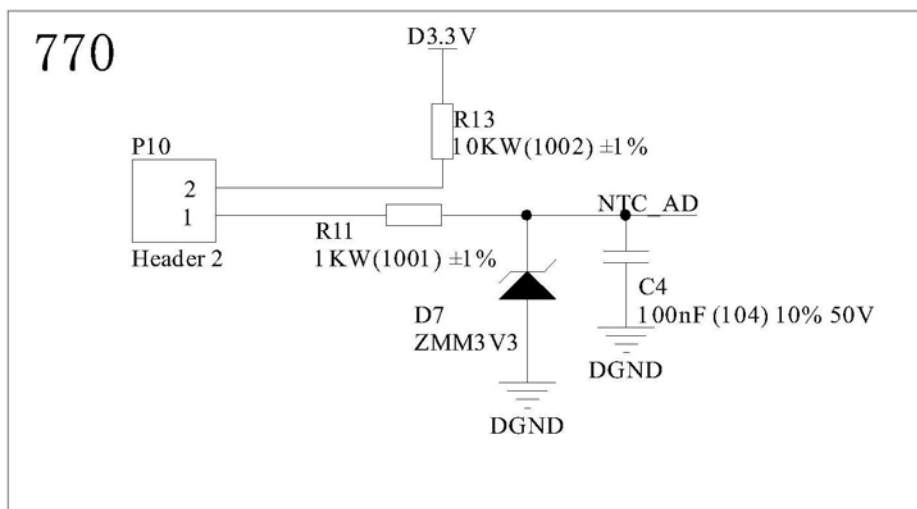 770
D3.3V
R13
10KW(1002) ±1%
P10
2
1
Header 2
R11
1KW(1001) ±1%
NTC_AD
D7
ZMM3V3
DGND
C4
100nF (104) 10% 50V
DGND